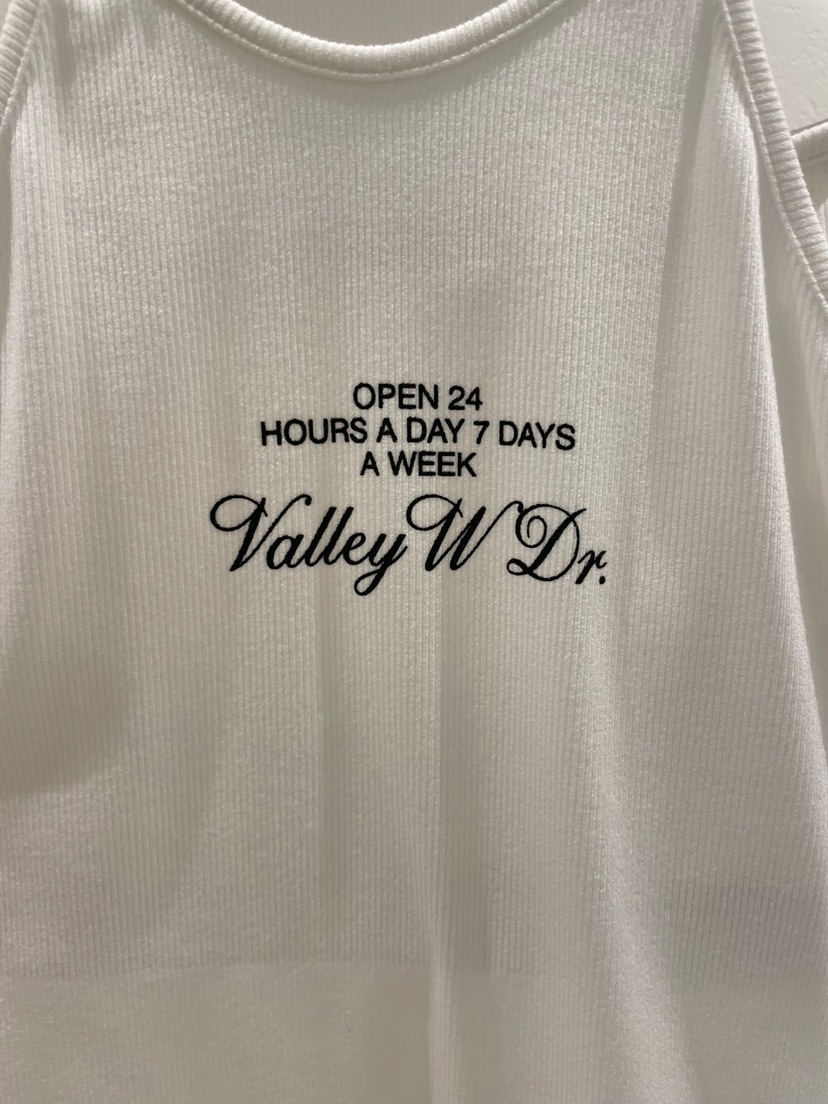 OPEN 24
HOURS A DAY 7 DAYS
A WEEK
Valley W Dr.